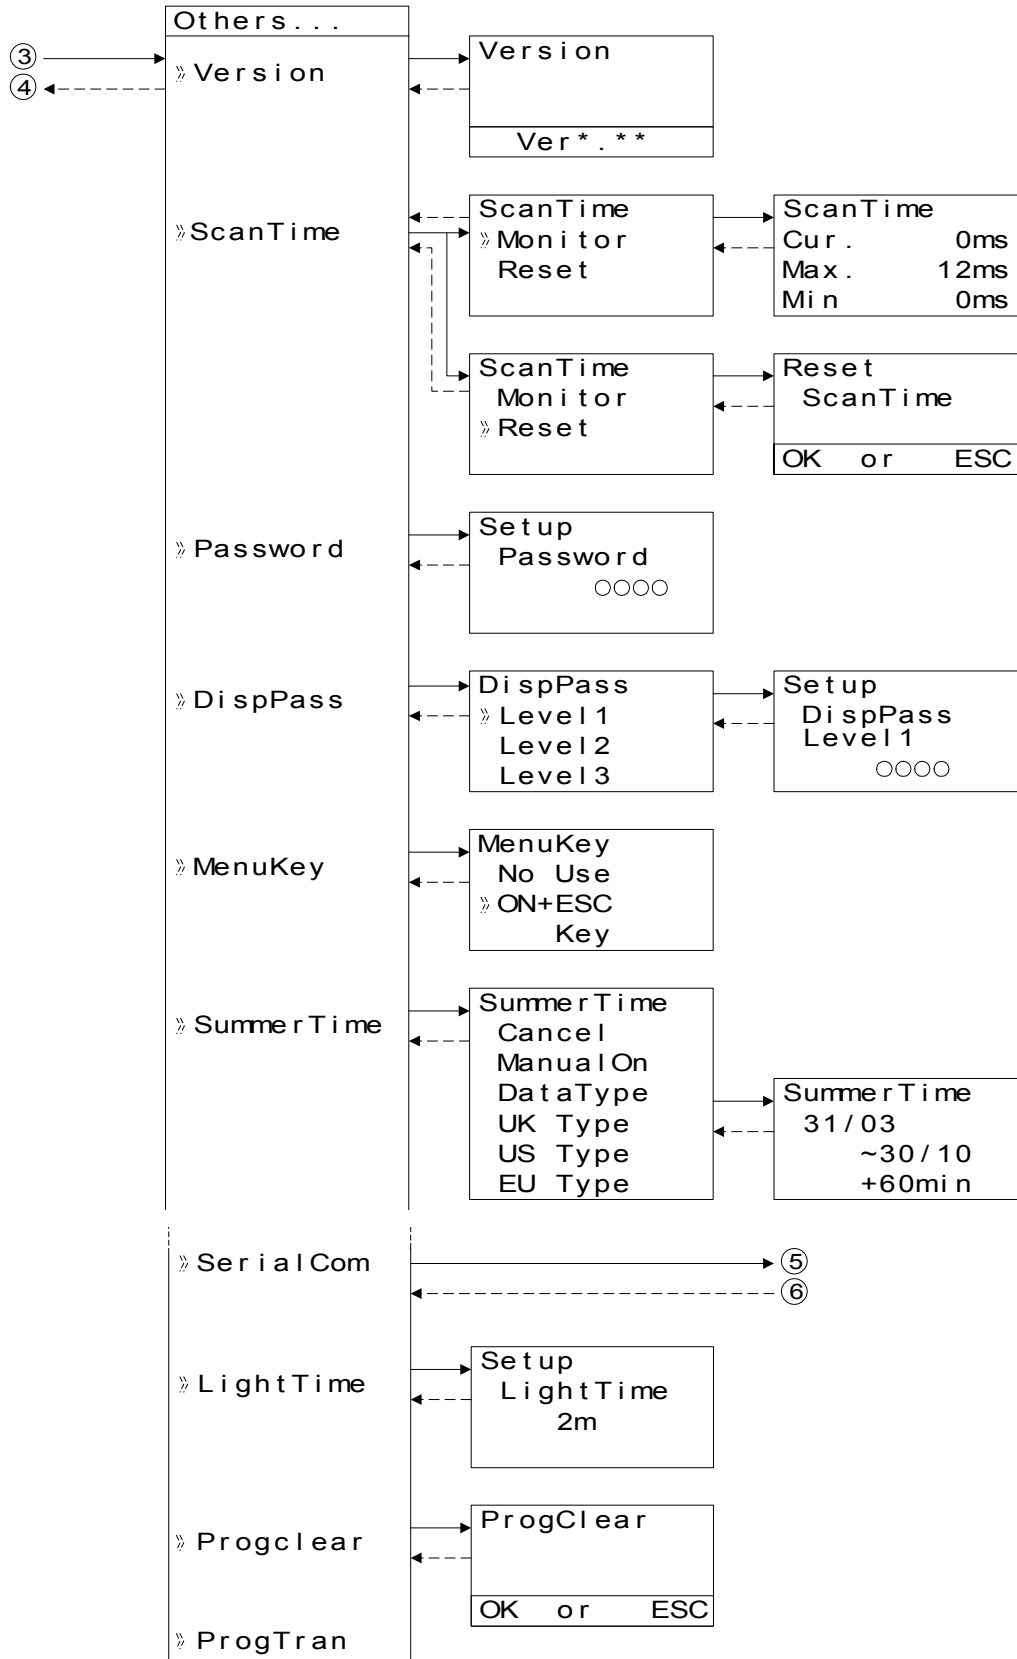 Others...
③
④
»Version
Version
Ver*.**
»ScanTime
ScanTime
»Monitor
Reset
ScanTime
Cur. 0ms
Max. 12ms
Min 0ms
ScanTime
Monitor
»Reset
Reset
ScanTime
OK or ESC
»Password
Setup
Password
○○○○
»DispPass
DispPass
»Level1
Level2
Level3
Setup
DispPass
Level1
○○○○
»MenuKey
MenuKey
No Use
»ON+ESC
Key
»SummerTime
SummerTime
Cancel
ManualOn
DataType
UK Type
US Type
EU Type
SummerTime
31/03
~30/10
+60min
»SerialCom
⑤
⑥
»LightTime
Setup
LightTime
2m
»Progclear
ProgClear
OK or ESC
»ProgTran